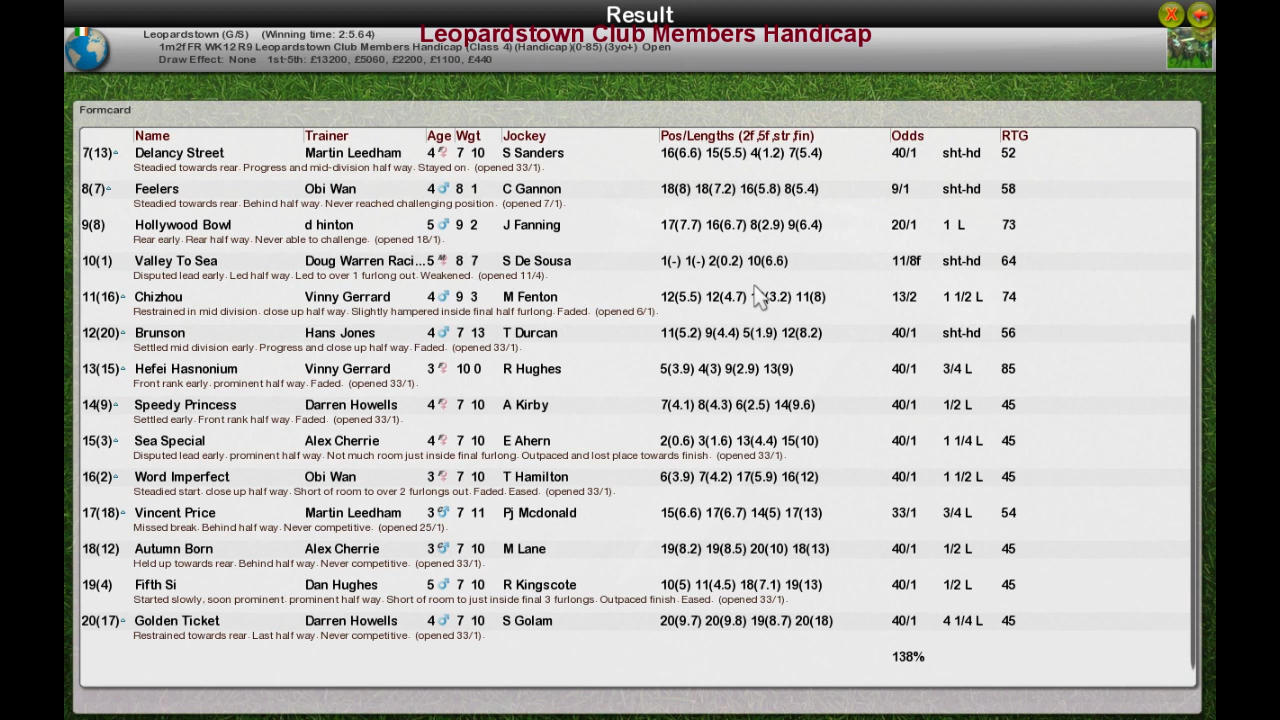 Result
Leopardstown Club Members Handicap
Leopardstown (G/S) (Winning time: 2:5.64)
1m2f FR WK12 R9 Leopardstown Club Members Handicap (Class 4) (Handicap)(0-85) (3yo+) Open
Draw Effect: None 1st-5th: £13200, £5060, £2200, £1100, £440
Formcard
Name Trainer Age Wgt Jockey Pos/Lengths (2f,5f,str,fin) Odds RTG
7(13) Delancy Street Martin Leedham 4 7 10 S Sanders 16(6.6) 15(5.5) 4(1.2) 7(5.4) 40/1 sht-hd 52
Steadied towards rear. Progress and mid-division half way. Stayed on. (opened 33/1).
8(7) Feelers Obi Wan 4 8 1 C Gannon 18(8) 18(7.2) 16(5.8) 8(5.4) 9/1 sht-hd 58
Steadied towards rear. Behind half way. Never reached challenging position. (opened 7/1).
9(8) Hollywood Bowl d hinton 5 9 2 J Fanning 17(7.7) 16(6.7) 8(2.9) 9(6.4) 20/1 1 L 73
Rear early. Rear half way. Never able to challenge. (opened 18/1).
10(1) Valley To Sea Doug Warren Raci... 5 8 7 S De Sousa 1(-) 1(-) 2(0.2) 10(6.6) 11/8f sht-hd 64
Disputed lead early. Led half way. Led to over 1 furlong out. Weakened. (opened 11/4).
11(16) Chizhou Vinny Gerrard 4 9 3 M Fenton 12(5.5) 12(4.7) (3.2) 11(8) 13/2 1 1/2 L 74
Restrained in mid division. close up half way. Slightly hampered inside final half furlong. Faded. (opened 6/1).
12(20) Brunson Hans Jones 4 7 13 T Durcan 11(5.2) 9(4.4) 5(1.9) 12(8.2) 40/1 sht-hd 56
Settled mid division early. Progress and close up half way. Faded. (opened 33/1).
13(15) Hefei Hasnonium Vinny Gerrard 3 10 0 R Hughes 5(3.9) 4(3) 9(2.9) 13(9) 40/1 3/4 L 85
Front rank early. prominent half way. Faded. (opened 33/1).
14(9) Speedy Princess Darren Howells 4 7 10 A Kirby 7(4.1) 8(4.3) 6(2.5) 14(9.6) 40/1 1/2 L 45
Settled early. Front rank half way. Faded. (opened 33/1).
15(3) Sea Special Alex Cherrie 4 7 10 E Ahern 2(0.6) 3(1.6) 13(4.4) 15(10) 40/1 1 1/4 L 45
Disputed lead early. prominent half way. Not much room just inside final furlong. Outpaced and lost place towards finish. (opened 33/1).
16(2) Word Imperfect Obi Wan 4 7 10 T Hamilton 6(3.9) 7(4.2) 17(5.9) 16(12) 40/1 1 1/2 L 45
Steadied start. close up half way. Short of room to over 2 furlongs out. Faded. Eased. (opened 33/1).
17(18) Vincent Price Martin Leedham 3 7 11 Pj Mcdonald 15(6.6) 17(6.7) 14(5) 17(13) 33/1 3/4 L 54
Missed break. Behind half way. Never competitive. (opened 25/1).
18(12) Autumn Born Alex Cherrie 3 7 10 M Lane 19(8.2) 19(8.5) 20(10) 18(13) 40/1 1/2 L 45
Held up towards rear. Behind half way. Never competitive. (opened 33/1).
19(4) Fifth Si Dan Hughes 5 7 10 R Kingscote 10(5) 11(4.5) 18(7.1) 19(13) 40/1 1/2 L 45
Started slowly, soon prominent. prominent half way. Short of room to just inside final 3 furlongs. Outpaced finish. Eased. (opened 33/1).
20(17) Golden Ticket Darren Howells 4 7 10 S Golam 20(9.7) 20(9.8) 19(8.7) 20(18) 40/1 4 1/4 L 45
Restrained towards rear. Last half way. Never competitive. (opened 33/1).
138%